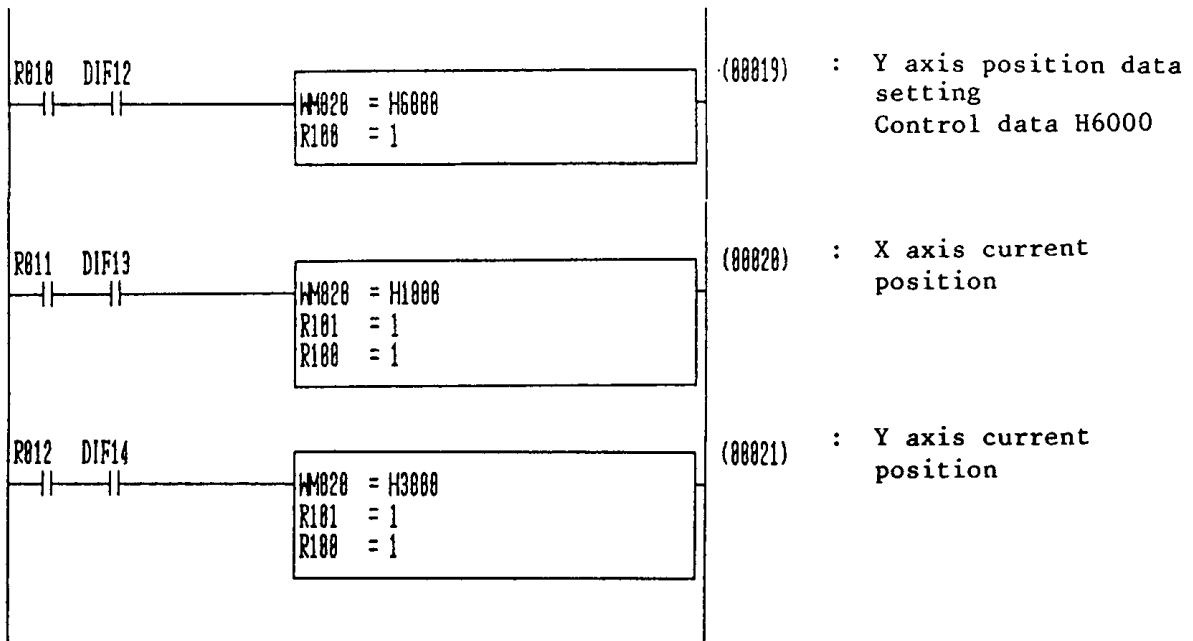 R010 DIF12
WM020 = H6000
R100 = 1
(00019) : Y axis position data
setting
Control data H6000
R011 DIF13
WM020 = H1000
R101 = 1
R100 = 1
(00020) : X axis current
position
R012 DIF14
WM020 = H3000
R101 = 1
R100 = 1
(00021) : Y axis current
position